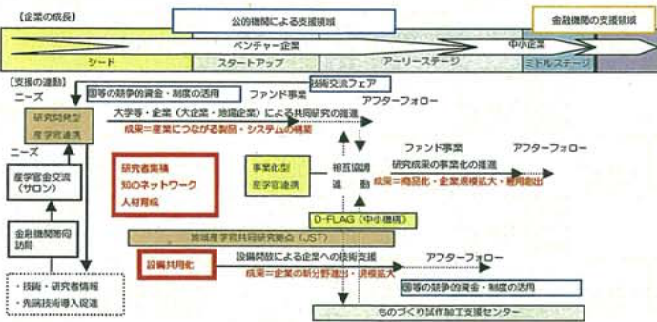 【企業の成長】
公的機関による支援領域
金融機関の支援領域
ベンチャー企業
中小企業
シード
スタートアップ
アーリーステージ
ミドルステージ
【支援の連動】
技術交流フェア
ニーズ
国等の競争的資金・制度の活用
ファンド事業
アフターフォロー
研究開発型
産学官連携
大学等・企業(大企業・地場企業)による共同研究の推進
成果=産業につながる製品・システムの構築
ニーズ
産学官金交流
(サロン)
研究者集積
知のネットワーク
人材育成
事業化型
産学官連携
相互協調
連 動
ファンド事業
アフターフォロー
研究成果の事業化の推進
成果=商品化・企業規模拡大・雇用創出
D-FLAG(中小機構)
金融機関等向
訪問
地域産学官共同研究拠点(JST)
設備共用化
設備開放による企業への技術支援
アフターフォロー
成果=企業の新分野進出・規模拡大
・技術・研究者情報
・先端技術導入促進
国等の競争的資金・制度の活用
ものづくり試作加工支援センター